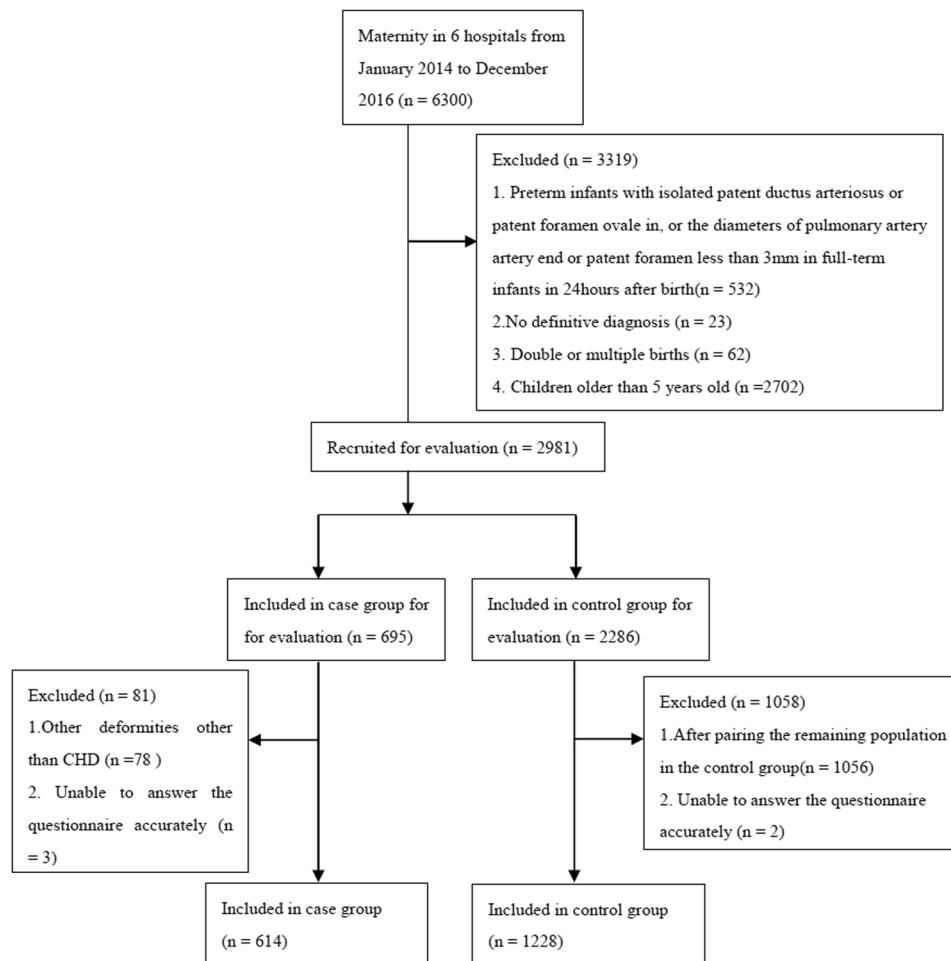 Maternity in 6 hospitals from
January 2014 to December
2016 (n = 6300)
Excluded (n = 3319)
1. Preterm infants with isolated patent ductus arteriosus or
patent foramen ovale in, or the diameters of pulmonary artery
artery end or patent foramen less than 3mm in full-term
infants in 24hours after birth(n = 532)
2.No definitive diagnosis (n = 23)
3. Double or multiple births (n = 62)
4. Children older than 5 years old (n =2702)
Recruited for evaluation (n = 2981)
Included in case group for
for evaluation (n = 695)
Included in control group for
evaluation (n = 2286)
Excluded (n = 81)
1.Other deformities other
than CHD (n =78 )
2. Unable to answer the
questionnaire accurately (n
= 3)
Excluded (n = 1058)
1.After pairing the remaining population
in the control group(n = 1056)
2. Unable to answer the questionnaire
accurately (n = 2)
Included in case group
(n = 614)
Included in control group
(n = 1228)